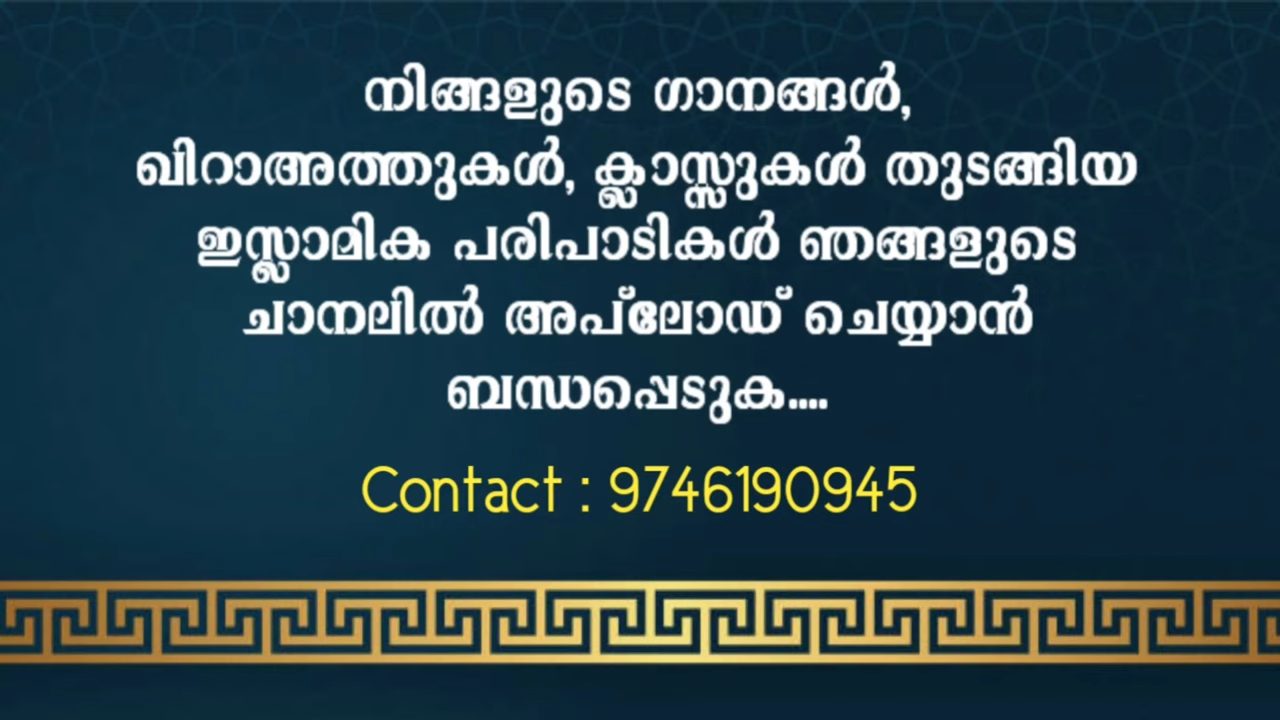 നിങ്ങളുടെ ഗാനങ്ങൾ,
ഖിറാഅത്തുകൾ, ക്ലാസ്സുകൾ തുടങ്ങിയ
ഇസ്ലാമിക പരിപാടികൾ ഞങ്ങളുടെ
ചാനലിൽ അപ്‌ലോഡ് ചെയ്യാൻ
ബന്ധപ്പെടുക....
Contact : 9746190945